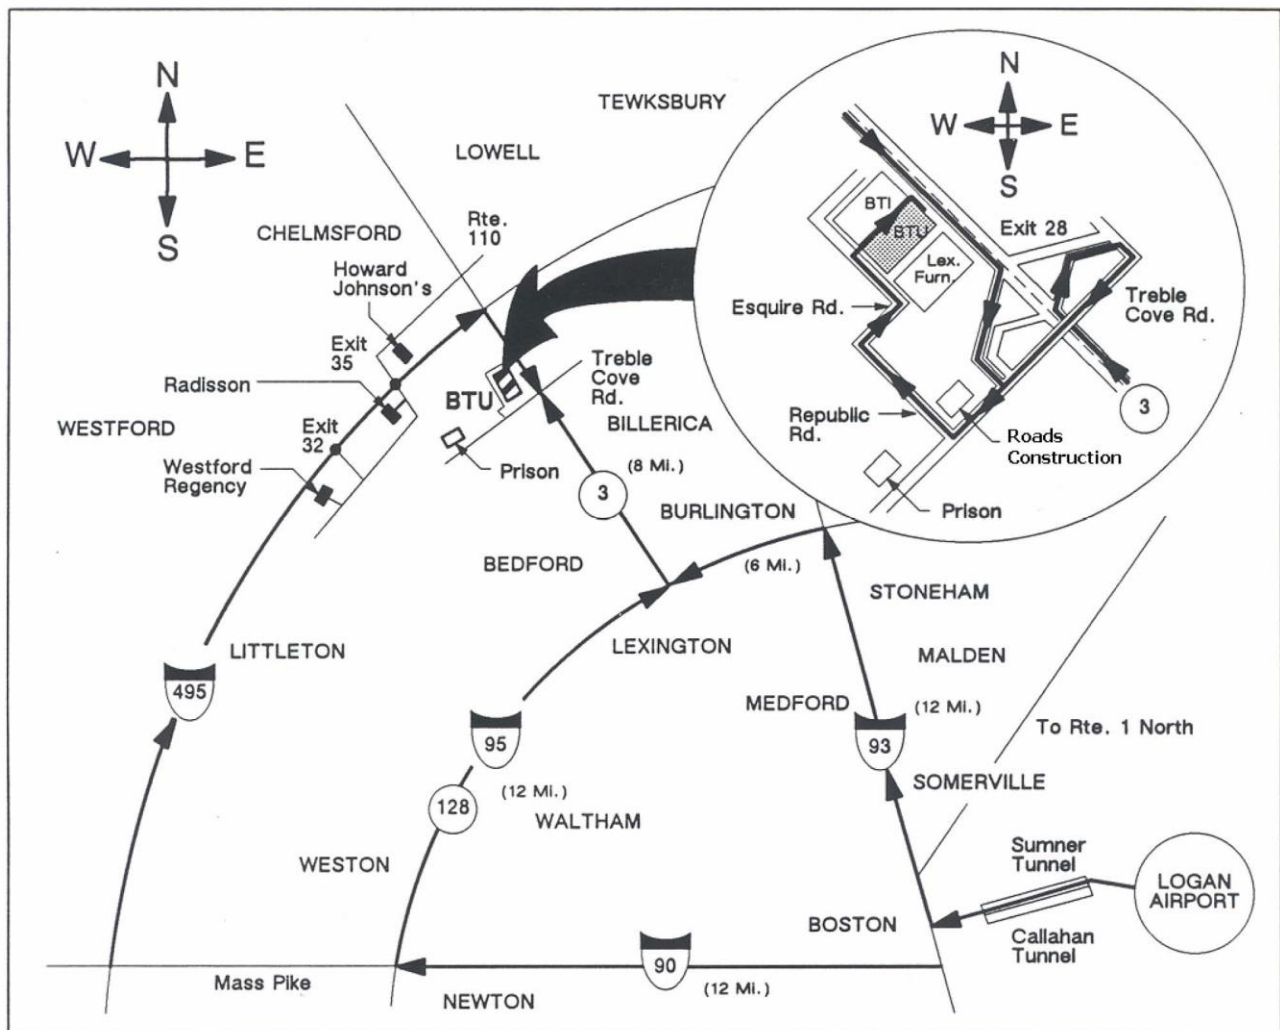 N
W
E
S
TEWKSBURY
LOWELL
CHELMSFORD
Rte.
110
Howard
Johnson's
Exit
35
Radisson
WESTFORD
Exit
32
Westford
Regency
BTU
Prison
Treble
Cove
Rd.
BILLERICA
(8 Mi.)
3
BURLINGTON
BEDFORD
(6 Mi.)
STONEHAM
LEXINGTON
MALDEN
LITTLETON
495
MEDFORD
(12 Mi.)
93
To Rte. 1 North
95
(12 Mi.)
128
WALTHAM
SOMERVILLE
WESTON
Sumner
Tunnel
LOGAN
AIRPORT
BOSTON
Callahan
Tunnel
Mass Pike
90
(12 Mi.)
NEWTON
N
W
E
S
BTI
BTU
Exit 28
Lex.
Furn.
Esquire Rd.
Treble
Cove Rd.
3
Republic
Rd.
Roads
Construction
Prison